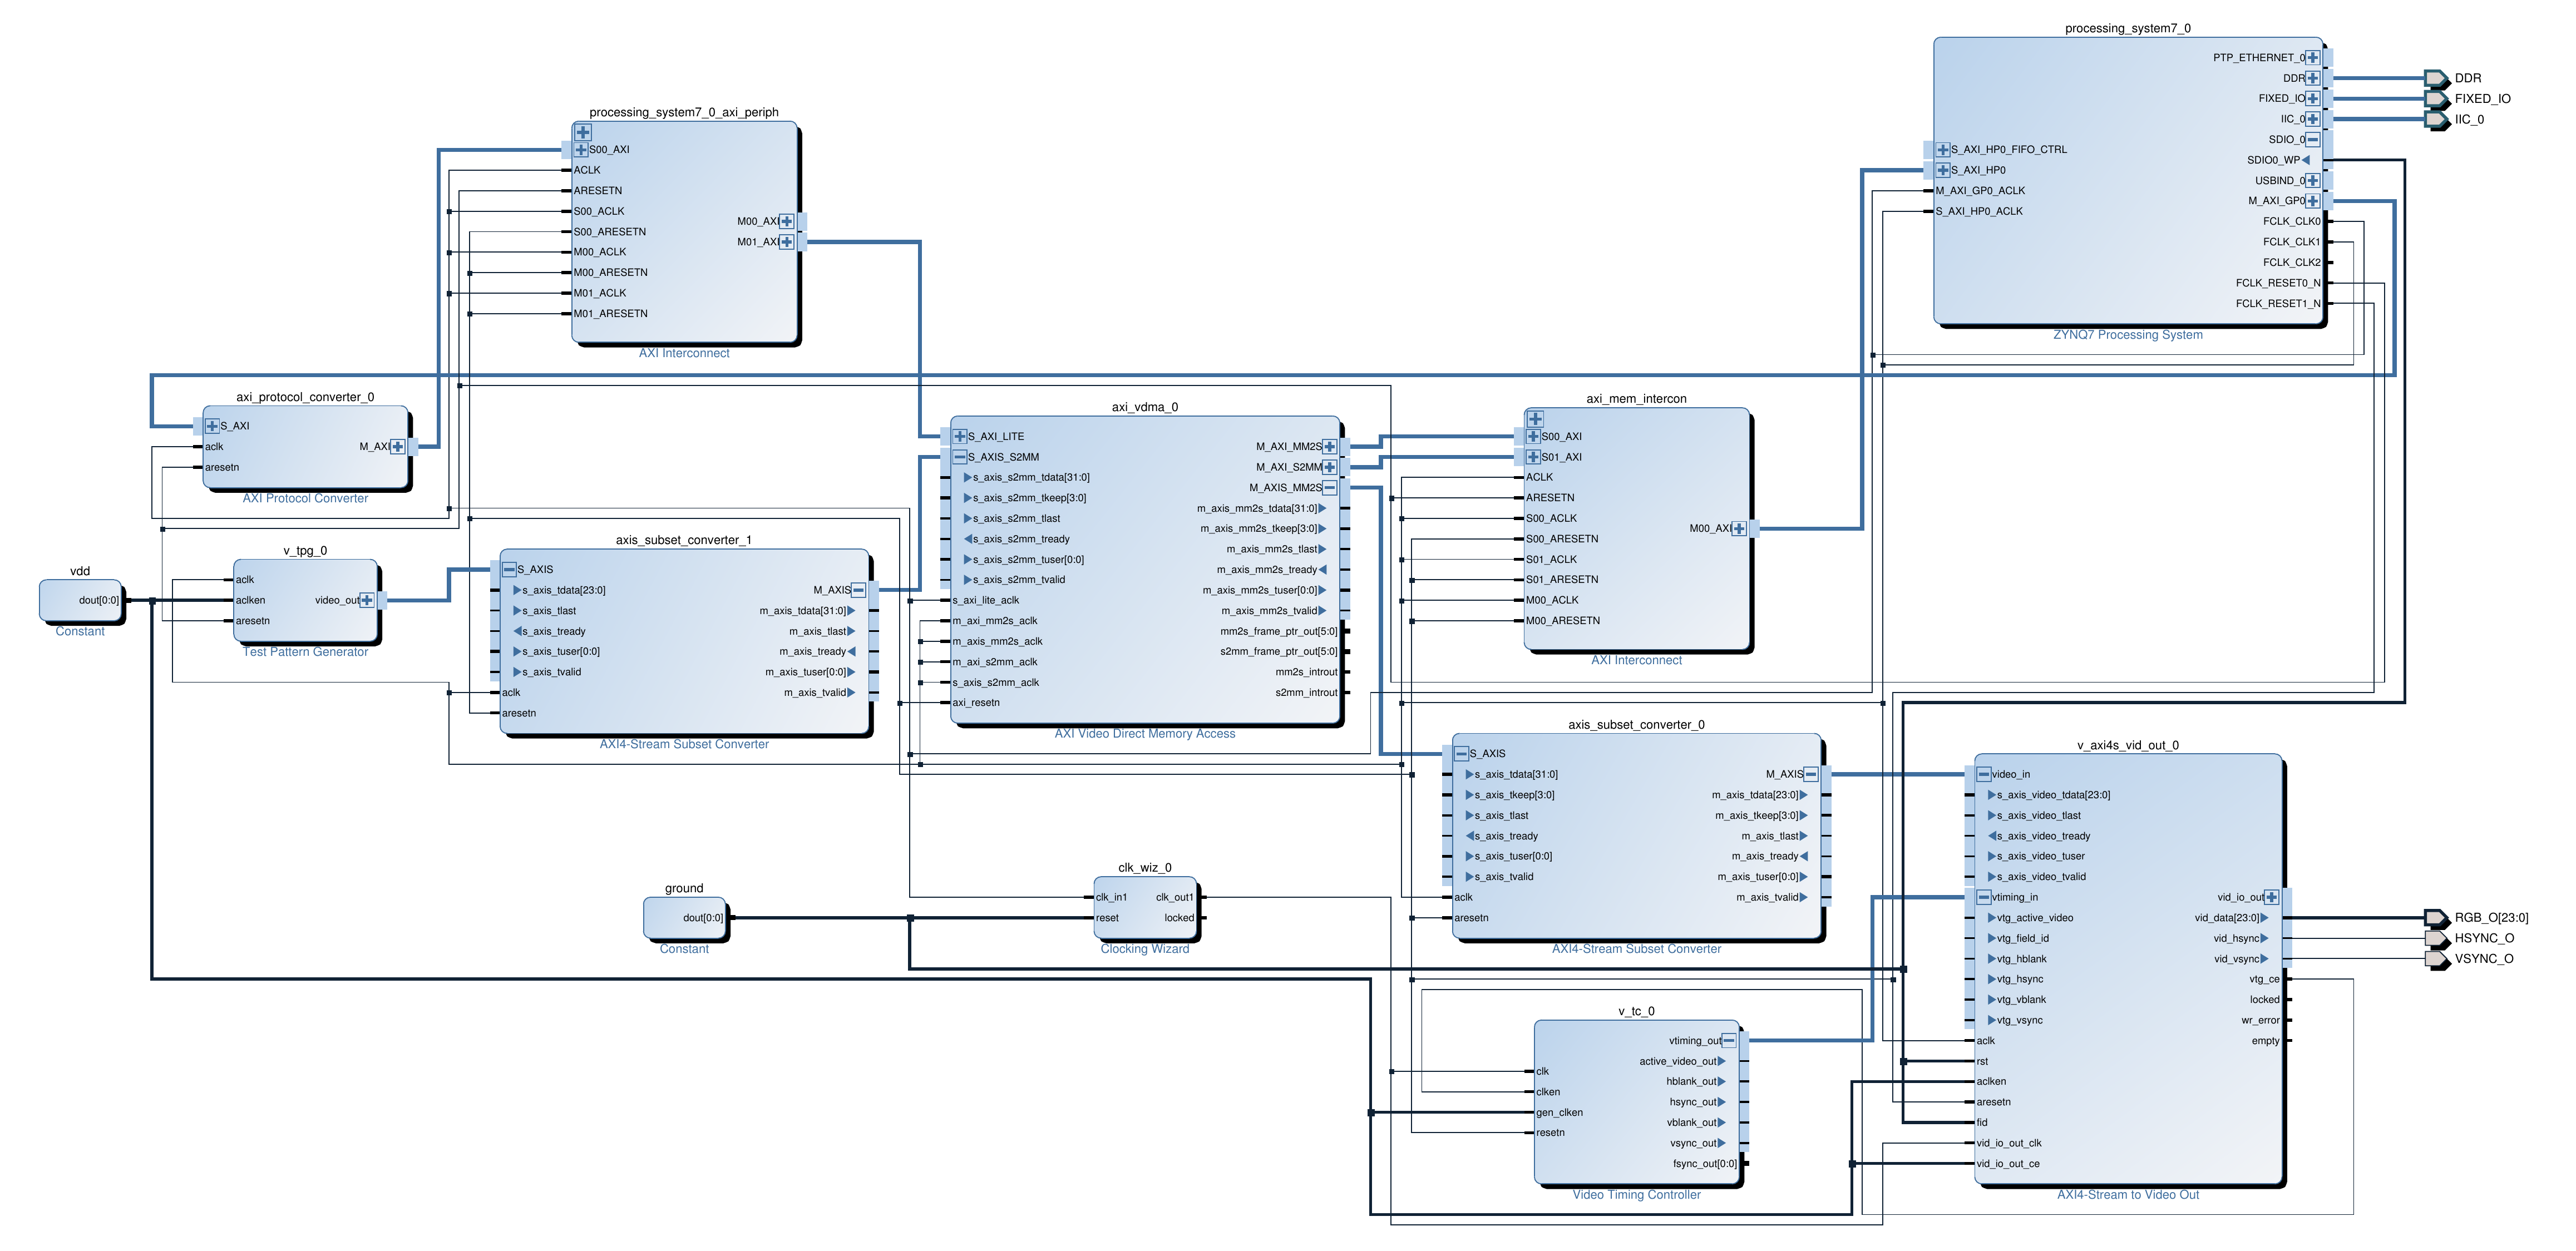 processing_system7_0
PTP_ETHERNET_0
DDR
FIXED_IO
IIC_0
SDIO_0
SDIO0_WP
USBIND_0
M_AXI_GP0
FCLK_CLK0
FCLK_CLK1
FCLK_CLK2
FCLK_RESET0_N
FCLK_RESET1_N
S_AXI_HP0_FIFO_CTRL
S_AXI_HP0
M_AXI_GP0_ACLK
S_AXI_HP0_ACLK
ZYNQ7 Processing System
DDR
FIXED_IO
IIC_0
processing_system7_0_axi_periph
S00_AXI
ACLK
ARESETN
S00_ACLK
S00_ARESETN
M00_ACLK
M00_ARESETN
M01_ACLK
M01_ARESETN
M00_AXI
M01_AXI
AXI Interconnect
axi_protocol_converter_0
S_AXI
aclk
aresetn
M_AXI
AXI Protocol Converter
vdd
dout[0:0]
Constant
v_tpg_0
aclk
aclken
aresetn
video_out
Test Pattern Generator
axis_subset_converter_1
S_AXIS
s_axis_tdata[23:0]
s_axis_tlast
s_axis_tready
s_axis_tuser[0:0]
s_axis_tvalid
aclk
aresetn
M_AXIS
m_axis_tdata[31:0]
m_axis_tlast
m_axis_tready
m_axis_tuser[0:0]
m_axis_tvalid
AXI4-Stream Subset Converter
axi_vdma_0
S_AXI_LITE
S_AXIS_S2MM
s_axis_s2mm_tdata[31:0]
s_axis_s2mm_tkeep[3:0]
s_axis_s2mm_tlast
s_axis_s2mm_tready
s_axis_s2mm_tuser[0:0]
s_axis_s2mm_tvalid
s_axi_lite_aclk
m_axi_mm2s_aclk
m_axis_mm2s_aclk
m_axi_s2mm_aclk
s_axis_s2mm_aclk
axi_resetn
M_AXI_MM2S
M_AXI_S2MM
M_AXIS_MM2S
m_axis_mm2s_tdata[31:0]
m_axis_mm2s_tkeep[3:0]
m_axis_mm2s_tlast
m_axis_mm2s_tready
m_axis_mm2s_tuser[0:0]
m_axis_mm2s_tvalid
mm2s_frame_ptr_out[5:0]
s2mm_frame_ptr_out[5:0]
mm2s_introut
s2mm_introut
AXI Video Direct Memory Access
axi_mem_intercon
S00_AXI
S01_AXI
ACLK
ARESETN
S00_ACLK
S00_ARESETN
S01_ACLK
S01_ARESETN
M00_ACLK
M00_ARESETN
M00_AXI
AXI Interconnect
axis_subset_converter_0
S_AXIS
s_axis_tdata[31:0]
s_axis_tkeep[3:0]
s_axis_tlast
s_axis_tready
s_axis_tuser[0:0]
s_axis_tvalid
aclk
aresetn
M_AXIS
m_axis_tdata[23:0]
m_axis_tkeep[3:0]
m_axis_tlast
m_axis_tready
m_axis_tuser[0:0]
m_axis_tvalid
AXI4-Stream Subset Converter
ground
dout[0:0]
Constant
clk_wiz_0
clk_in1
reset
clk_out1
locked
Clocking Wizard
v_tc_0
clk
clken
gen_clken
resetn
vtiming_out
active_video_out
hblank_out
hsync_out
vblank_out
vsync_out
fsync_out[0:0]
Video Timing Controller
v_axi4s_vid_out_0
video_in
s_axis_video_tdata[23:0]
s_axis_video_tlast
s_axis_video_tready
s_axis_video_tuser
s_axis_video_tvalid
vtiming_in
vtg_active_video
vtg_field_id
vtg_hblank
vtg_hsync
vtg_vblank
vtg_vsync
aclk
rst
aclken
aresetn
fid
vid_io_out_clk
vid_io_out_ce
vid_io_out
vid_data[23:0]
vid_hsync
vid_vsync
vtg_ce
locked
wr_error
empty
AXI4-Stream to Video Out
RGB_O[23:0]
HSYNC_O
VSYNC_O